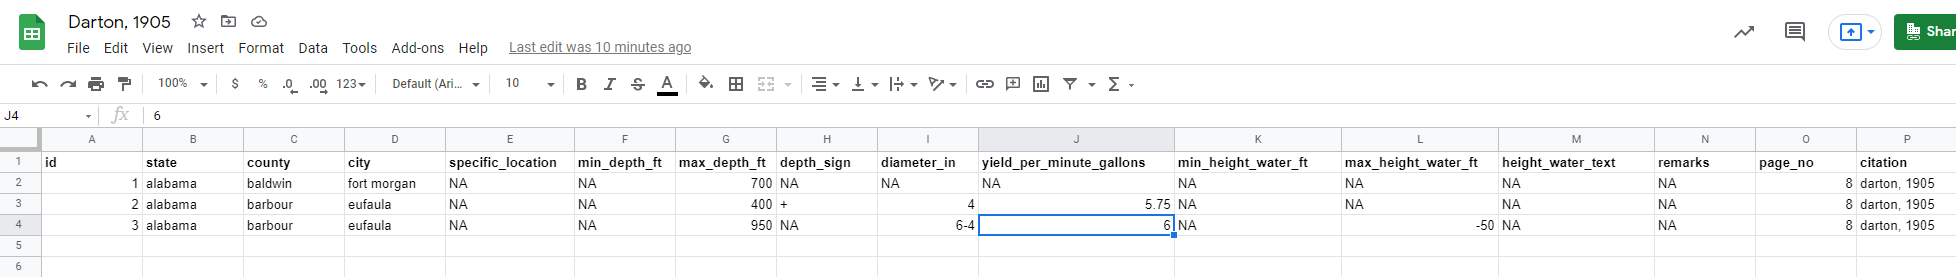 Darton, 1905
File Edit View Insert Format Data Tools Add-ons Help Last edit was 10 minutes ago
Shar
100% $ % .0 .00 123 Default (Ari... 10 B I S A Σ
J4 fx 6
A B C D E F G H I J K L M N O P
1 id state county city specific_location min_depth_ft max_depth_ft depth_sign diameter_in yield_per_minute_gallons min_height_water_ft max_height_water_ft height_water_text remarks page_no citation
2 1 alabama baldwin fort morgan NA NA 700 NA NA NA NA NA NA NA 8 darton, 1905
3 2 alabama barbour eufaula NA NA 400 + 4 5.75 NA NA NA NA 8 darton, 1905
4 3 alabama barbour eufaula NA NA 950 NA 6-4 6 NA -50 NA NA 8 darton, 1905
5
6